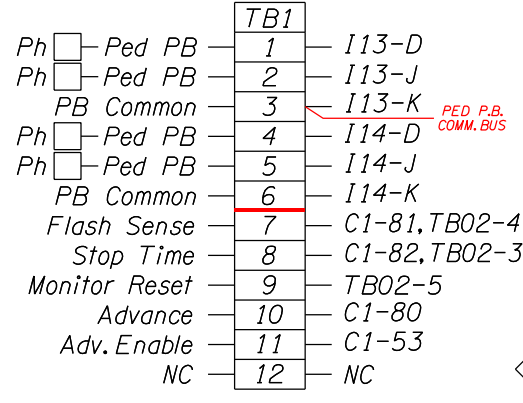 TB1
Ph Ped PB 1 I13-D
Ph Ped PB 2 I13-J
PB Common 3 I13-K
PED P.B.
COMM.BUS
Ph Ped PB 4 I14-D
Ph Ped PB 5 I14-J
PB Common 6 I14-K
Flash Sense 7 C1-81,TB02-4
Stop Time 8 C1-82,TB02-3
Monitor Reset 9 TB02-5
Advance 10 C1-80
Adv.Enable 11 C1-53
NC 12 NC